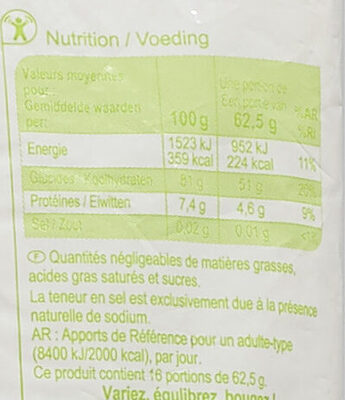 Nutrition / Voeding
Valeurs moyennes
pour :
Gemiddelde waarden
per:
100 g
Une portion de
Een portie van
62,5 g
%AR
%RI
Energie 1523 kJ 952 kJ
359 kcal 224 kcal 11%
Glucides / Koolhydraten 81 g 51 g 20%
Protéines / Eiwitten 7,4 g 4,6 g 9%
Sel / Zout 0,02 g 0,01 g <1%
Ⓕ Quantités négligeables de matières grasses,
acides gras saturés et sucres.
La teneur en sel est exclusivement due à la présence
naturelle de sodium.
AR : Apports de Référence pour un adulte-type
(8400 kJ/2000 kcal), par jour.
Ce produit contient 16 portions de 62,5 g.
Variez, équilibrez, bougez !